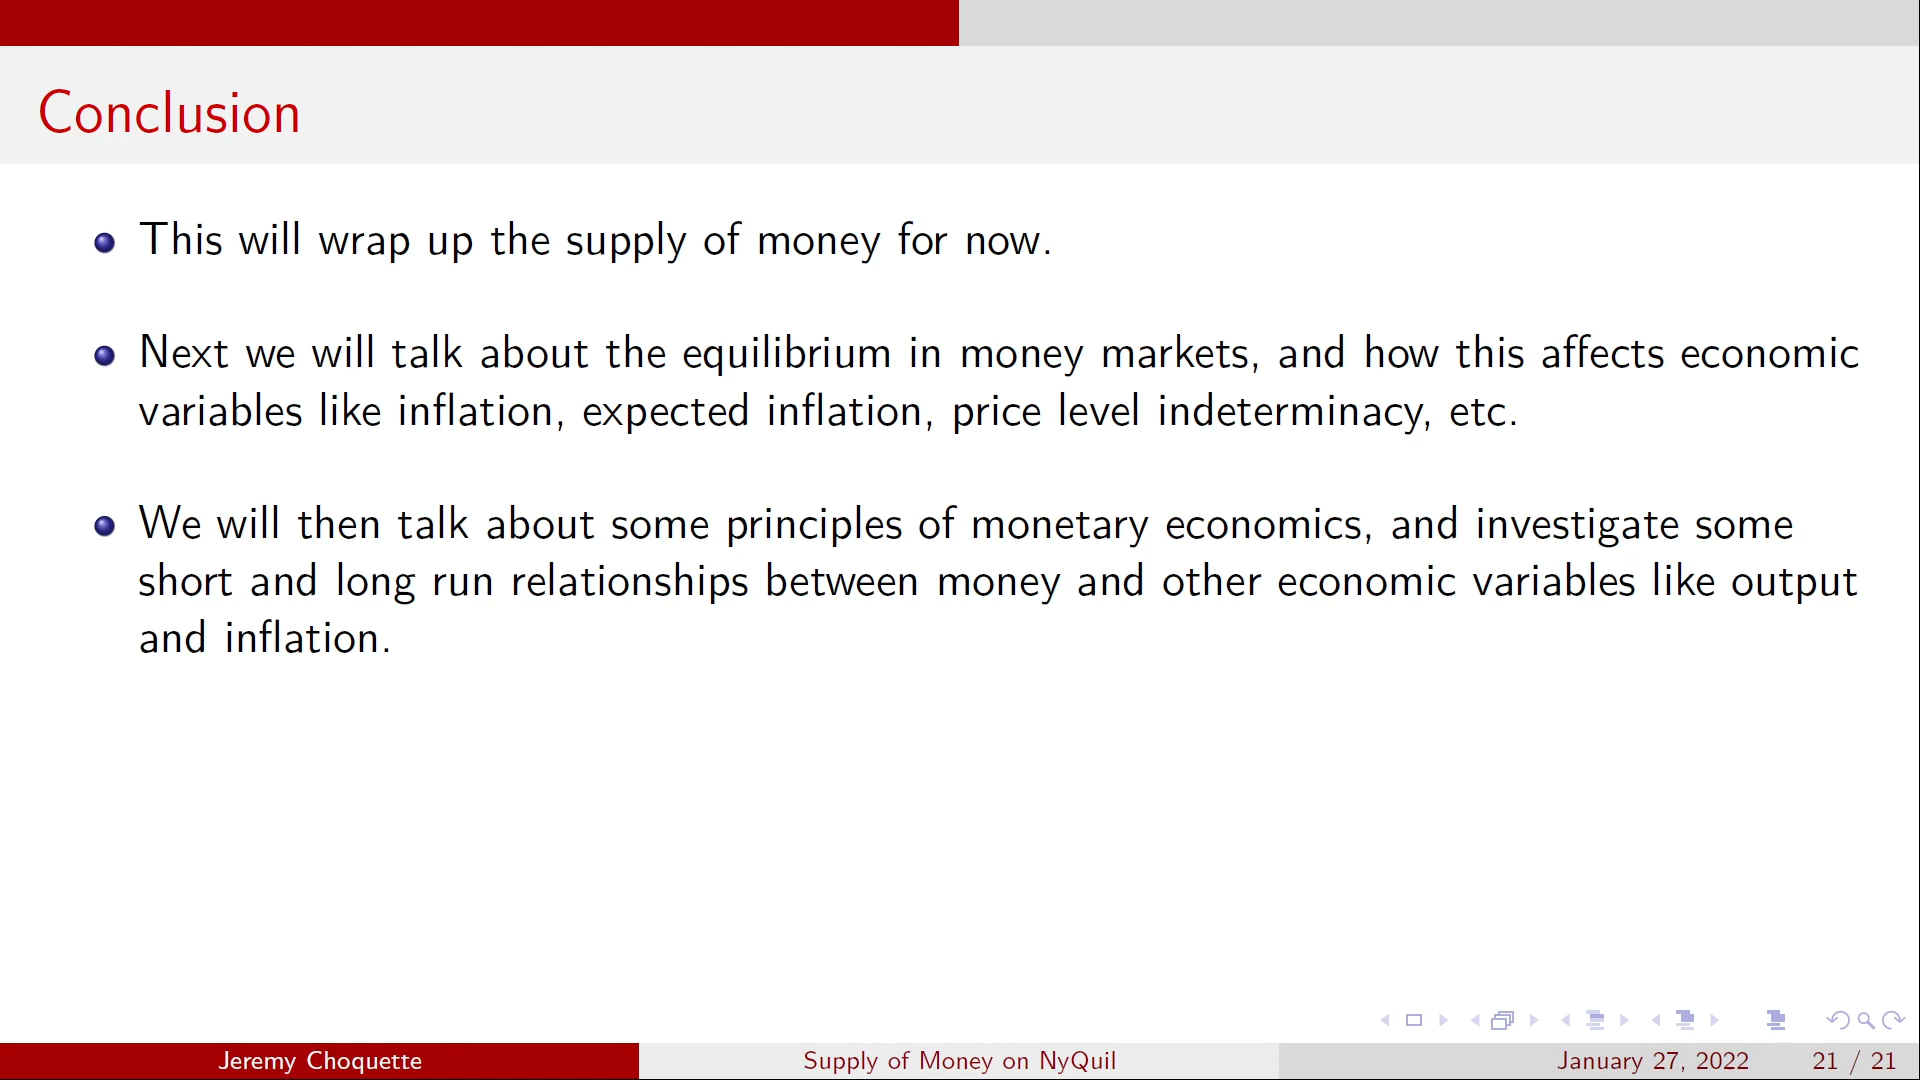 Conclusion
This will wrap up the supply of money for now.
Next we will talk about the equilibrium in money markets, and how this affects economic
variables like inflation, expected inflation, price level indeterminacy, etc.
We will then talk about some principles of monetary economics, and investigate some
short and long run relationships between money and other economic variables like output
and inflation.
Jeremy Choquette
Supply of Money on NyQuil
January 27, 2022
21 / 21